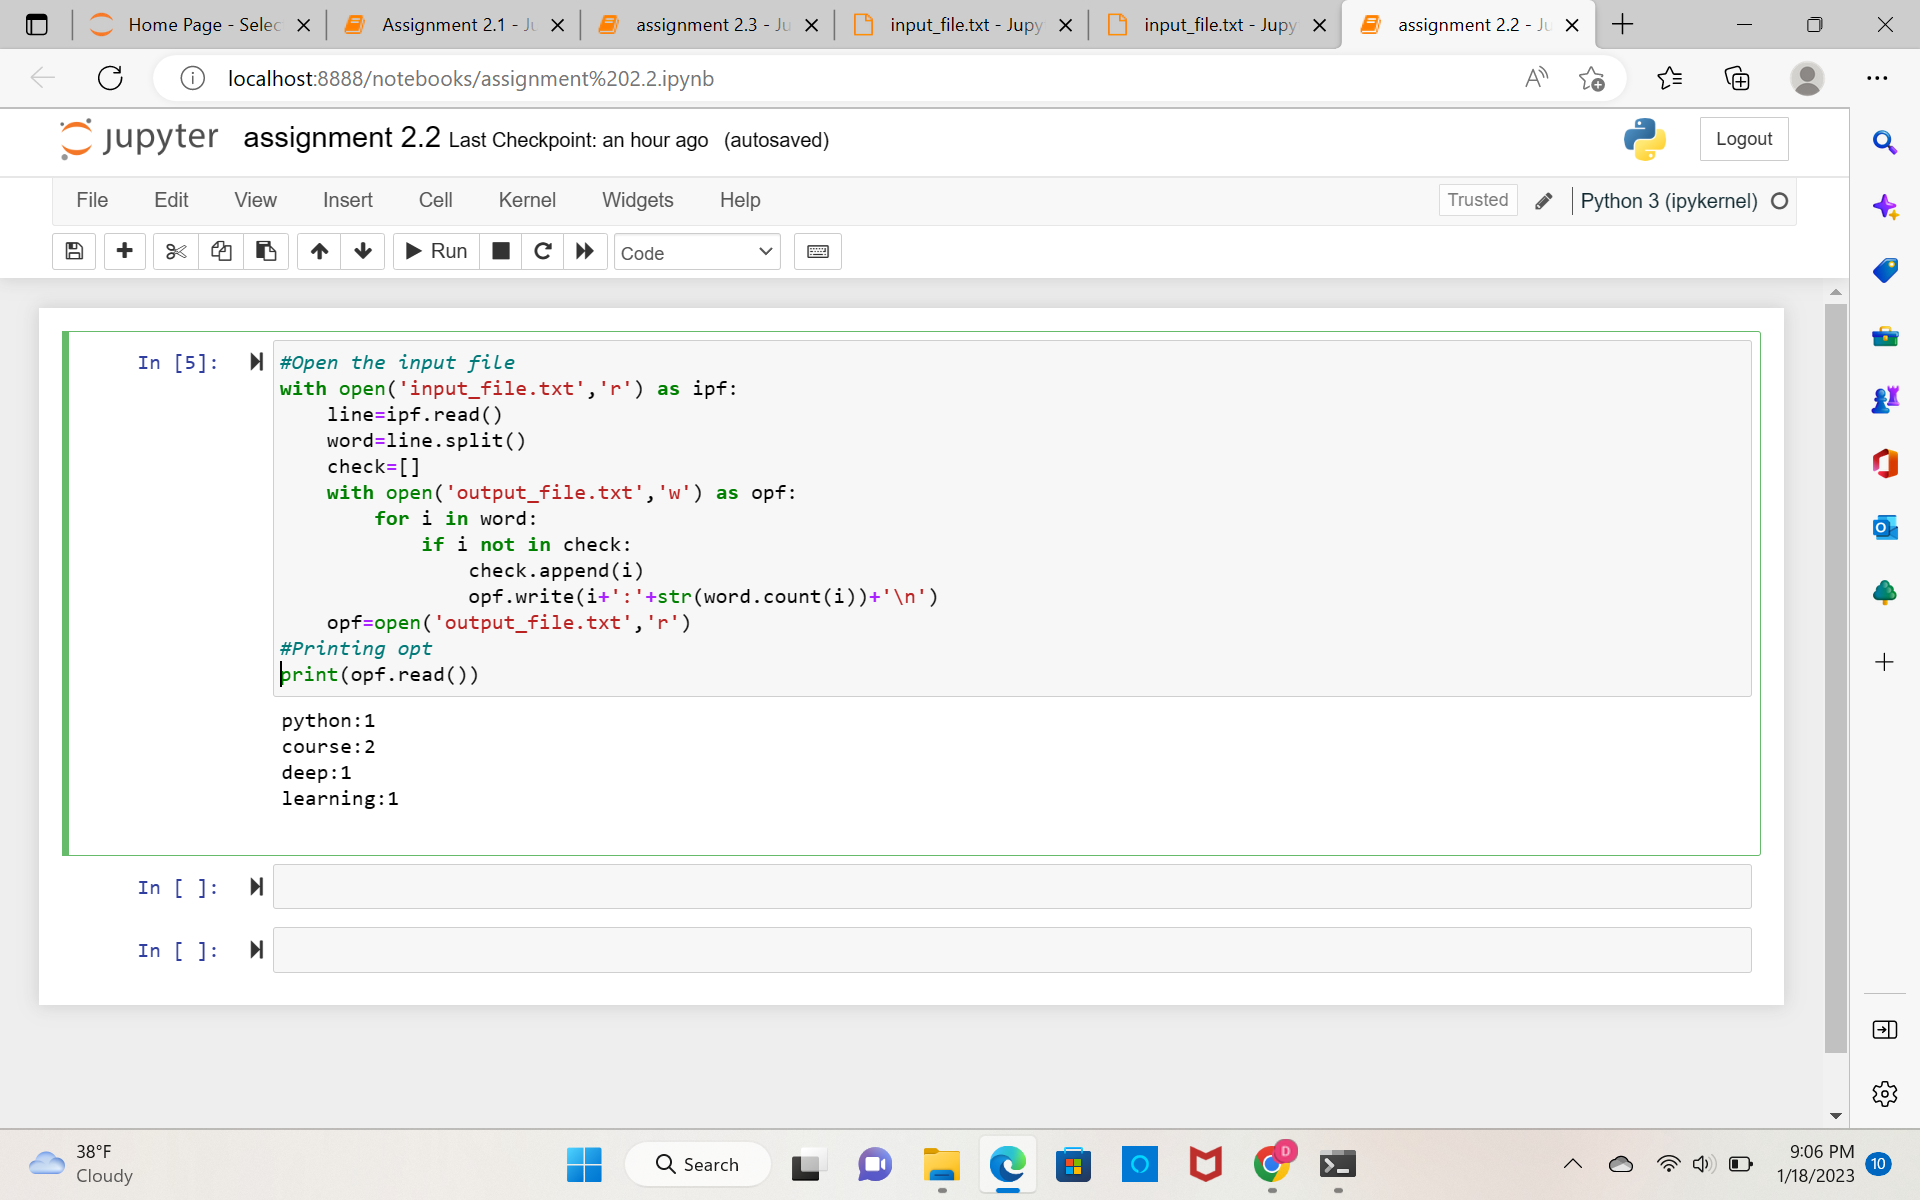 Home Page - Selec
Assignment 2.1 - Ju
assignment 2.3 - Ju
input_file.txt - Jupy
input_file.txt - Jupy
assignment 2.2 - Ju
localhost:8888/notebooks/assignment%202.2.ipynb
jupyter assignment 2.2 Last Checkpoint: an hour ago (autosaved)
Logout
File Edit View Insert Cell Kernel Widgets Help
Trusted
Python 3 (ipykernel)
Run
Code
In [5]:
#Open the input file
with open('input_file.txt','r') as ipf:
    line=ipf.read()
    word=line.split()
    check=[]
    with open('output_file.txt','w') as opf:
        for i in word:
            if i not in check:
                check.append(i)
                opf.write(i+':'+str(word.count(i))+'\n')
    opf=open('output_file.txt','r')
#Printing opt
print(opf.read())
python:1
course:2
deep:1
learning:1
In [ ]:
In [ ]:
38°F
Cloudy
Search
D
9:06 PM
1/18/2023
10